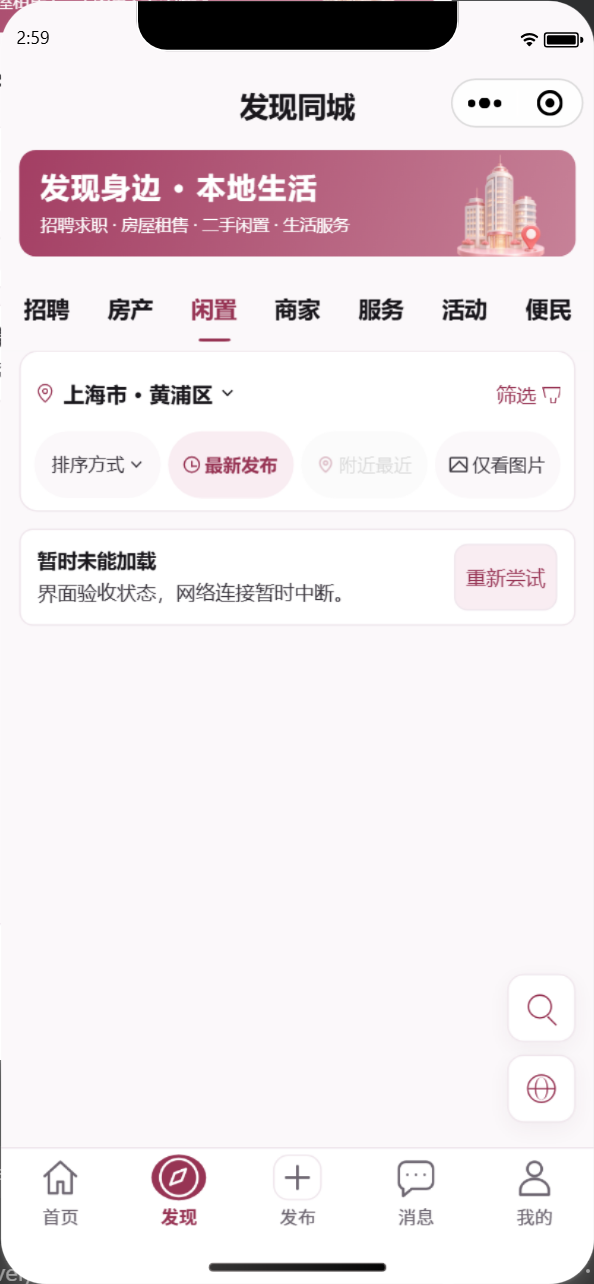 2:59
发现同城
发现身边·本地生活
招聘求职·房屋租售·二手闲置·生活服务
招聘 房产 闲置 商家 服务 活动 便民
上海市·黄浦区
筛选
排序方式 最新发布 附近最近 仅看图片
暂时未能加载
界面验收状态，网络连接暂时中断。
重新尝试
首页 发现 发布 消息 我的